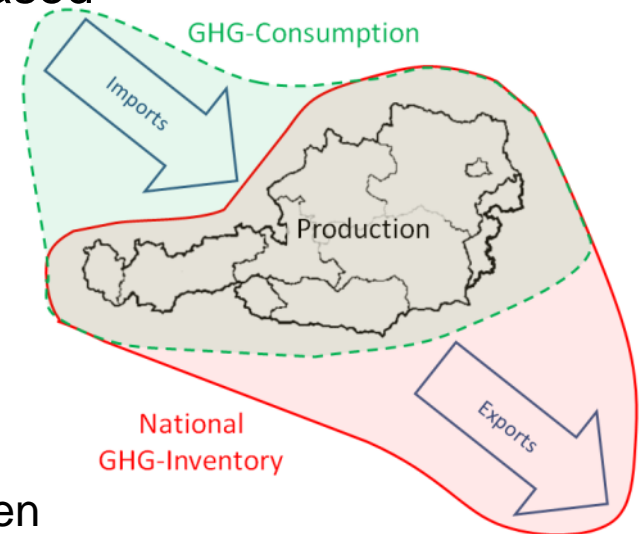 GHG-Consumption
Imports
Production
National
GHG-Inventory
Exports